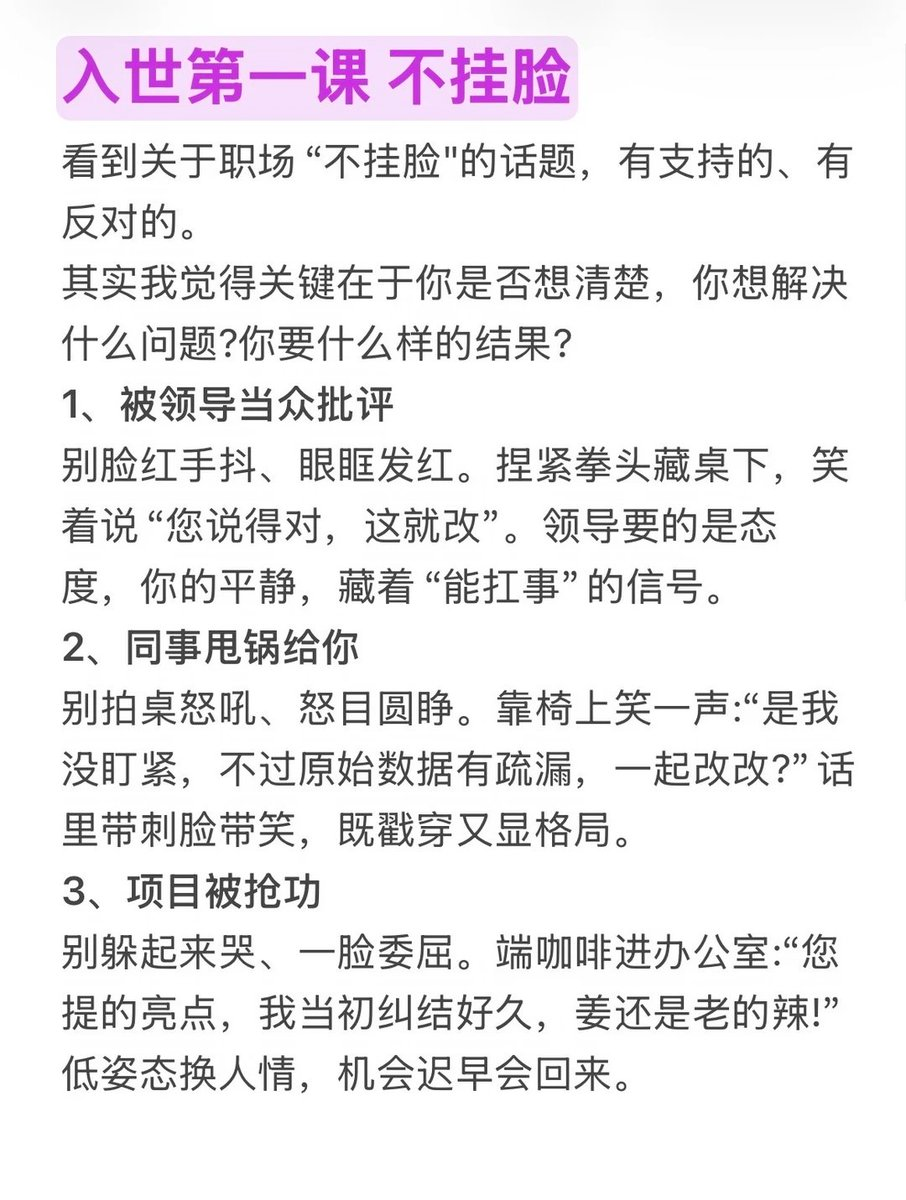 入世第一课 不挂脸
看到关于职场 “不挂脸"的话题，有支持的、有
反对的。
其实我觉得关键在于你是否想清楚，你想解决
什么问题?你要什么样的结果?
1、被领导当众批评
别脸红手抖、眼眶发红。捏紧拳头藏桌下，笑
着说 “您说得对，这就改”。领导要的是态
度，你的平静，藏着 “能扛事” 的信号。
2、同事甩锅给你
别拍桌怒吼、怒目圆睁。靠椅上笑一声:“是我
没盯紧，不过原始数据有疏漏，一起改改?” 话
里带刺脸带笑，既戳穿又显格局。
3、项目被抢功
别躲起来哭、一脸委屈。端咖啡进办公室:“您
提的亮点，我当初纠结好久，姜还是老的辣!”
低姿态换人情，机会迟早会回来。